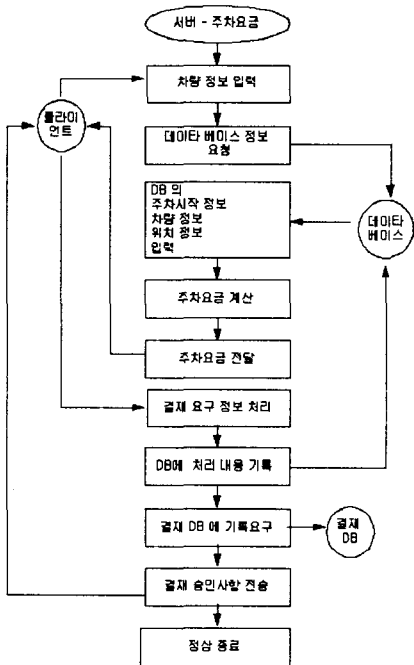 서버 - 주차요금
차량 정보 입력
클라이
언트
데이타 베이스 정보
요청
DB 의
주차시작 정보
차량 정보
위치 정보
입력
데이타
베이스
주차요금 계산
주차요금 전달
결재 요구 정보 처리
DB에 처리 내용 기록
결재 DB 에 기록요구
결재
DB
결재 승인사항 전송
정상 종료